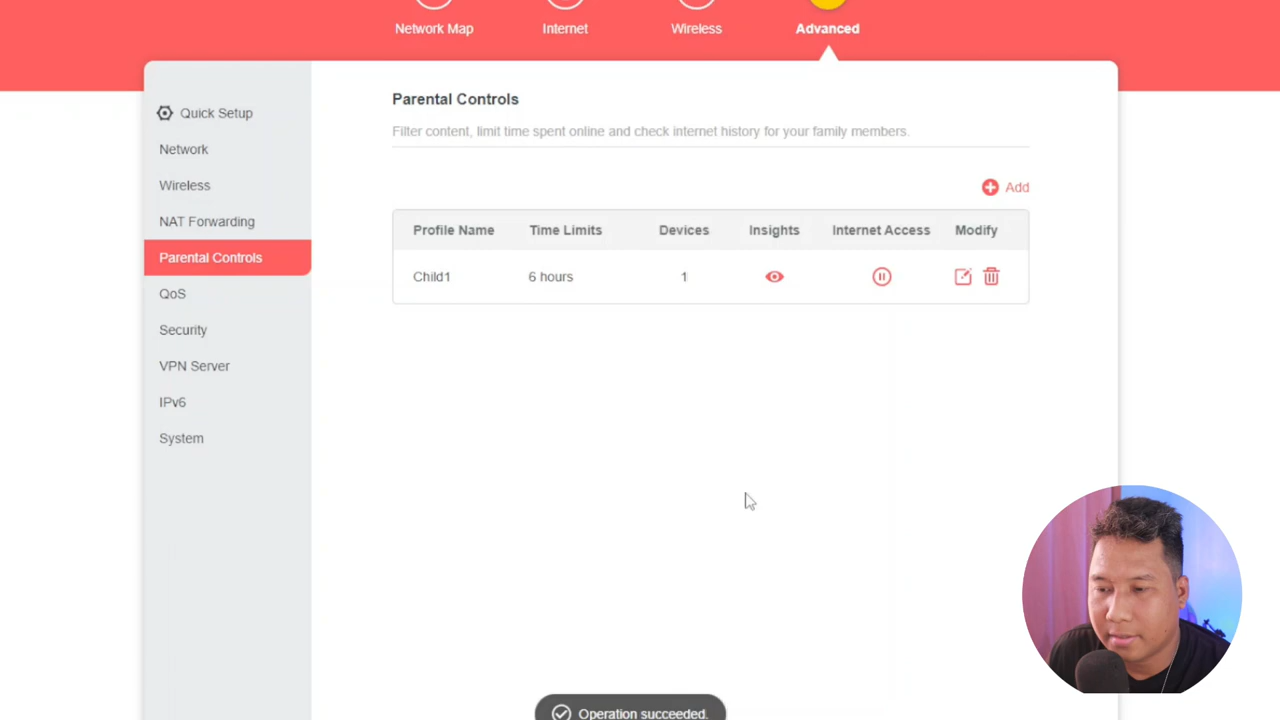 Network Map Internet Wireless Advanced
Quick Setup
Network
Wireless
NAT Forwarding
Parental Controls
QoS
Security
VPN Server
IPv6
System
Parental Controls
Filter content, limit time spent online and check internet history for your family members.
Add
Profile Name Time Limits Devices Insights Internet Access Modify
Child1 6 hours 1
Operation succeeded.